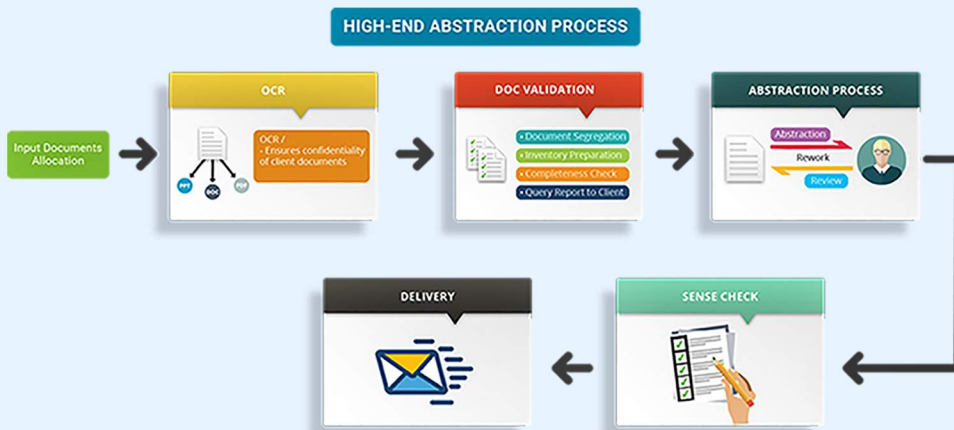 HIGH-END ABSTRACTION PROCESS
Input Documents
Allocation
OCR
OCR /
- Ensures confidentiality
of client documents
PPT
DOC
PDF
DOC VALIDATION
• Document Segregation
• Inventory Preparation
• Completeness Check
• Query Report to Client
ABSTRACTION PROCESS
Abstraction
Rework
Review
SENSE CHECK
DELIVERY